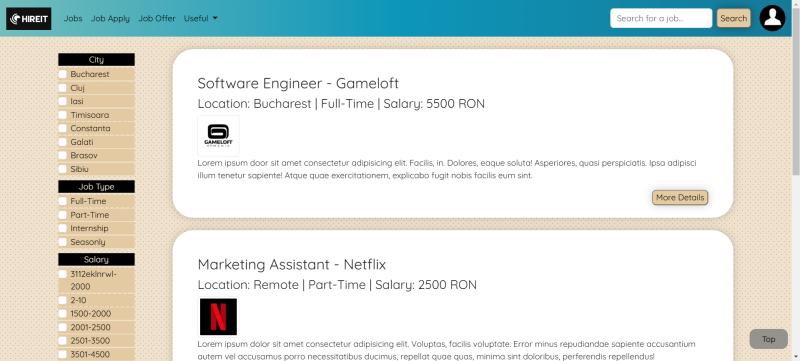 HIREIT
Jobs Job Apply Job Offer Useful
Search for a job..
Search
City
Bucharest
Cluj
Iasi
Timisoara
Constanta
Galati
Brasov
Sibiu
Job Type
Full-Time
Part-Time
Internship
Seasonly
Salary
3112eklnrwl-
2000
2-10
1500-2000
2001-2500
2501-3500
3501-4500
Software Engineer - Gameloft
Location: Bucharest | Full-Time | Salary: 5500 RON
GAMELOFT
Lorem ipsum door sit amet consectetur adipisicing elit. Facilis, in. Dolores, eaque soluta! Asperiores, quasi perspiciatis. Ipsa adipisci
illum tenetur sapiente! Atque quae exercitationem, explicabo fugit nobis facilis eum sint.
More Details
Marketing Assistant - Netflix
Location: Remote | Part-Time | Salary: 2500 RON
N
Lorem ipsum dolor sit amet consectetur adipisicing elit. Voluptas, facilis voluptate. Error minus repudiandae sapiente accusantium
autem vel accusamus porro necessitatibus ducimus, repellat quae quas, minima sint doloribus, perferendis repellendus!
Top